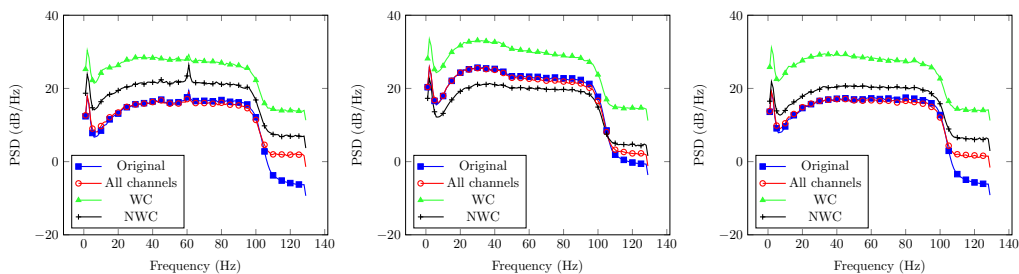 40
20
0
−20
PSD (dB/Hz)
Original
All channels
WC
NWC
0 20 40 60 80 100 120 140
Frequency (Hz)
40
20
0
−20
PSD (dB/Hz)
Original
All channels
WC
NWC
0 20 40 60 80 100 120 140
Frequency (Hz)
40
20
0
−20
PSD (dB/Hz)
Original
All channels
WC
NWC
0 20 40 60 80 100 120 140
Frequency (Hz)